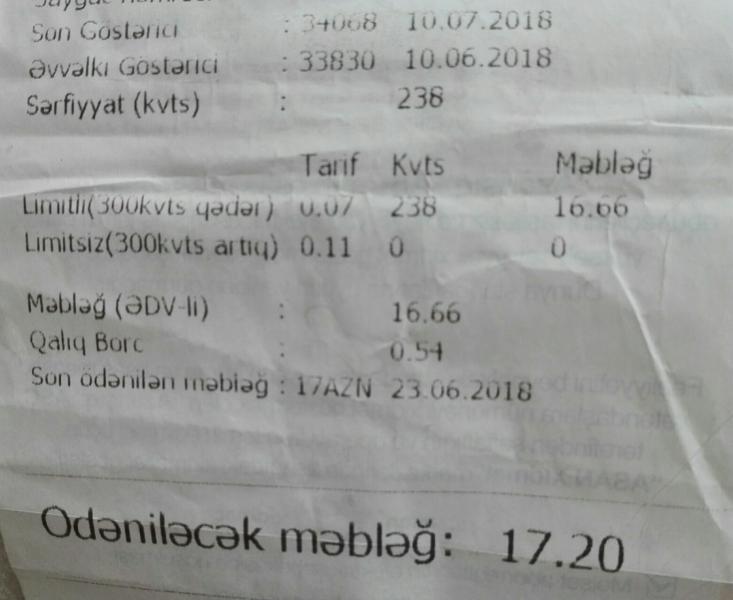 Son Göstərici : 34068 10.07.2018
Əvvəlki Göstərici : 33830 10.06.2018
Sərfiyyat (kvts) : 238
Tarif Kvts Məbləğ
Limitli(300kvts qədər) 0.07 238 16.66
Limitsiz(300kvts artıq) 0.11 0 0
Məbləğ (ƏDV-li) : 16.66
Qalıq Borc : 0.54
Son ödənilən məbləğ : 17AZN 23.06.2018
Ödəniləcək məbləğ: 17.20